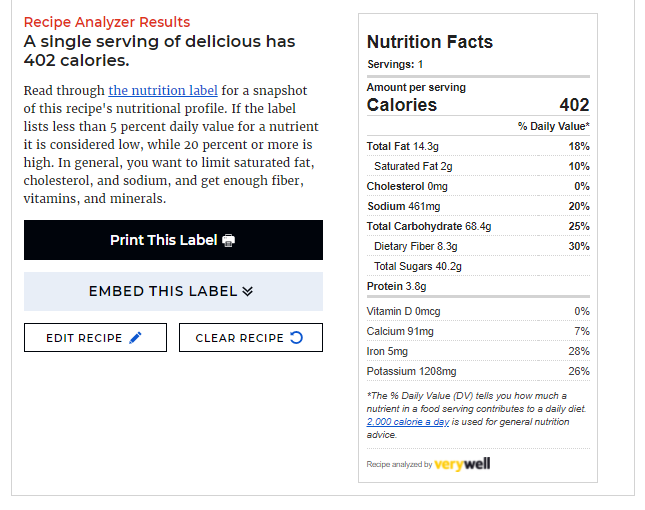 Recipe Analyzer Results
A single serving of delicious has
402 calories.
Read through the nutrition label for a snapshot
of this recipe's nutritional profile. If the label
lists less than 5 percent daily value for a nutrient
it is considered low, while 20 percent or more is
high. In general, you want to limit saturated fat,
cholesterol, and sodium, and get enough fiber,
vitamins, and minerals.
Print This Label
EMBED THIS LABEL
EDIT RECIPE
CLEAR RECIPE
Nutrition Facts
Servings: 1
Amount per serving
Calories 402
% Daily Value*
Total Fat 14.3g 18%
Saturated Fat 2g 10%
Cholesterol 0mg 0%
Sodium 461mg 20%
Total Carbohydrate 68.4g 25%
Dietary Fiber 8.3g 30%
Total Sugars 40.2g
Protein 3.8g
Vitamin D 0mcg 0%
Calcium 91mg 7%
Iron 5mg 28%
Potassium 1208mg 26%
*The % Daily Value (DV) tells you how much a
nutrient in a food serving contributes to a daily diet.
2,000 calorie a day is used for general nutrition
advice.
Recipe analyzed by verywell